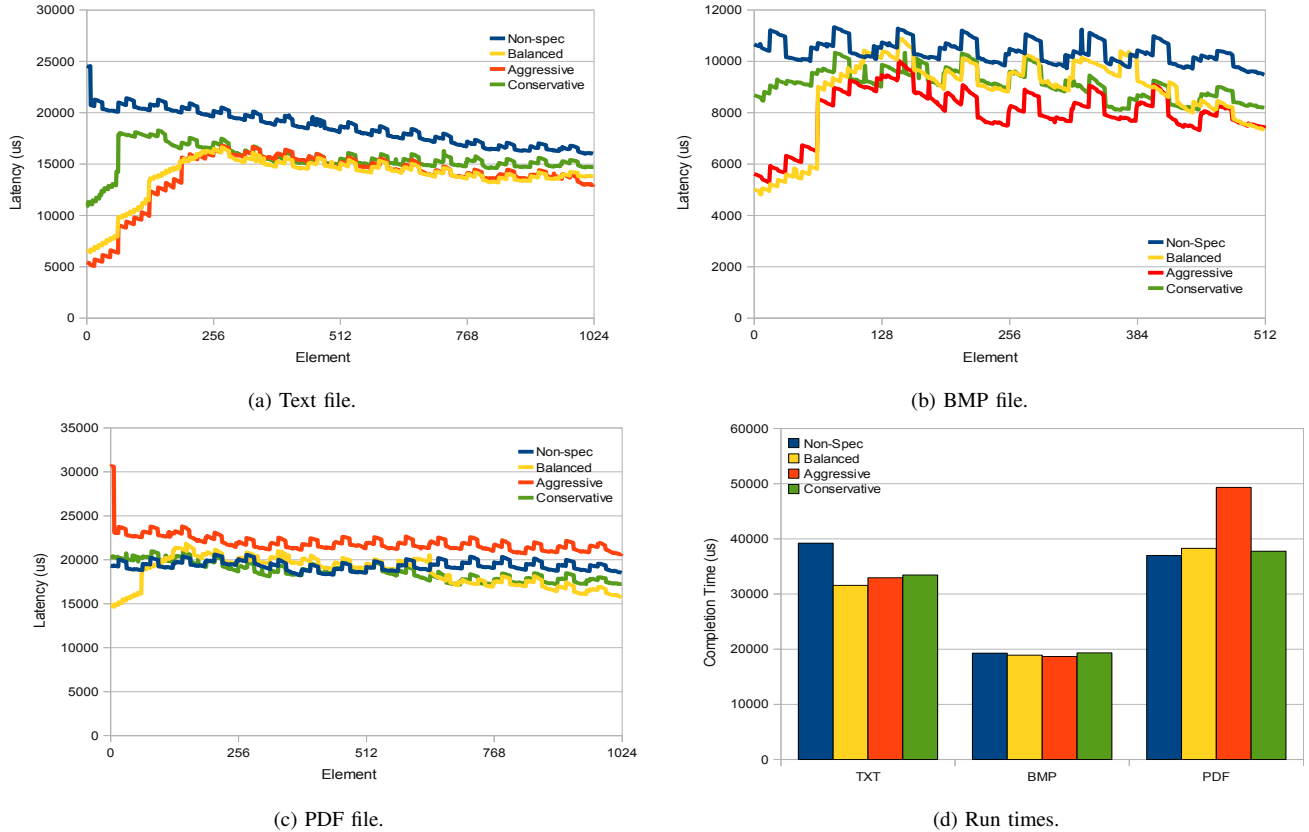 30000
25000
20000
15000
10000
5000
0
Latency (us)
0 256 512 768 1024
Element
Non-spec
Balanced
Aggressive
Conservative
(a) Text file.
12000
10000
8000
6000
4000
2000
0
Latency (us)
0 128 256 384 512
Element
Non-Spec
Balanced
Aggressive
Conservative
(b) BMP file.
35000
30000
25000
20000
15000
10000
5000
0
Latency (us)
0 256 512 768 1024
Element
Non-spec
Balanced
Aggressive
Conservative
(c) PDF file.
60000
50000
40000
30000
20000
10000
0
Completion Time (us)
Non-Spec
Balanced
Aggressive
Conservative
TXT BMP PDF
(d) Run times.